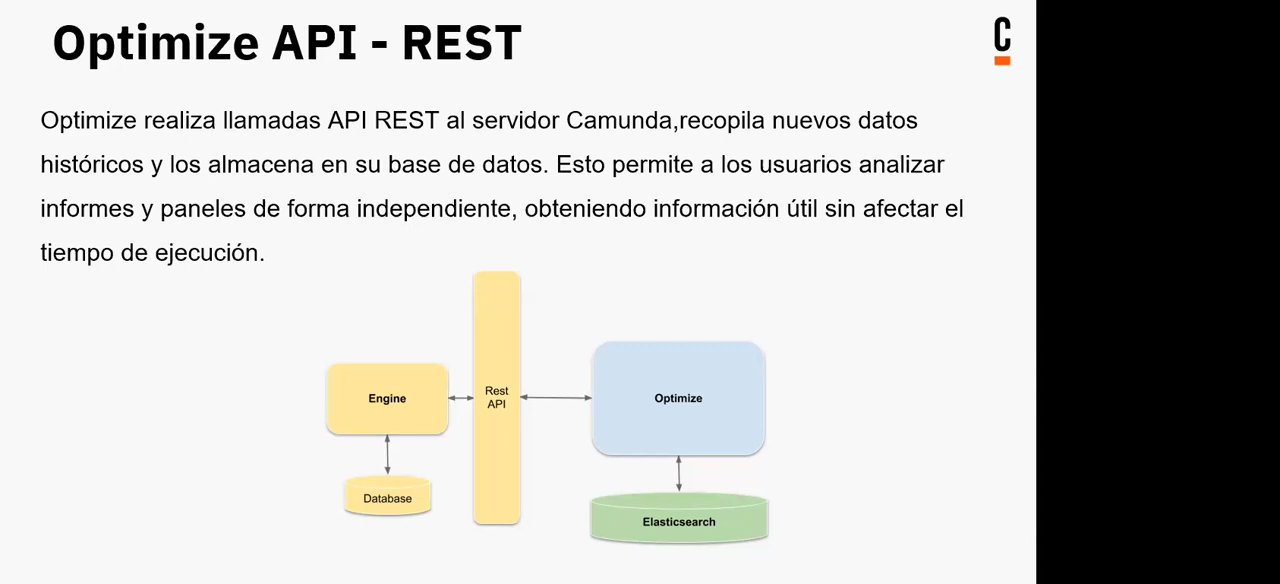 Optimize API - REST
C
Optimize realiza llamadas API REST al servidor Camunda,recopila nuevos datos
históricos y los almacena en su base de datos. Esto permite a los usuarios analizar
informes y paneles de forma independiente, obteniendo información útil sin afectar el
tiempo de ejecución.
Engine
Rest
API
Optimize
Database
Elasticsearch